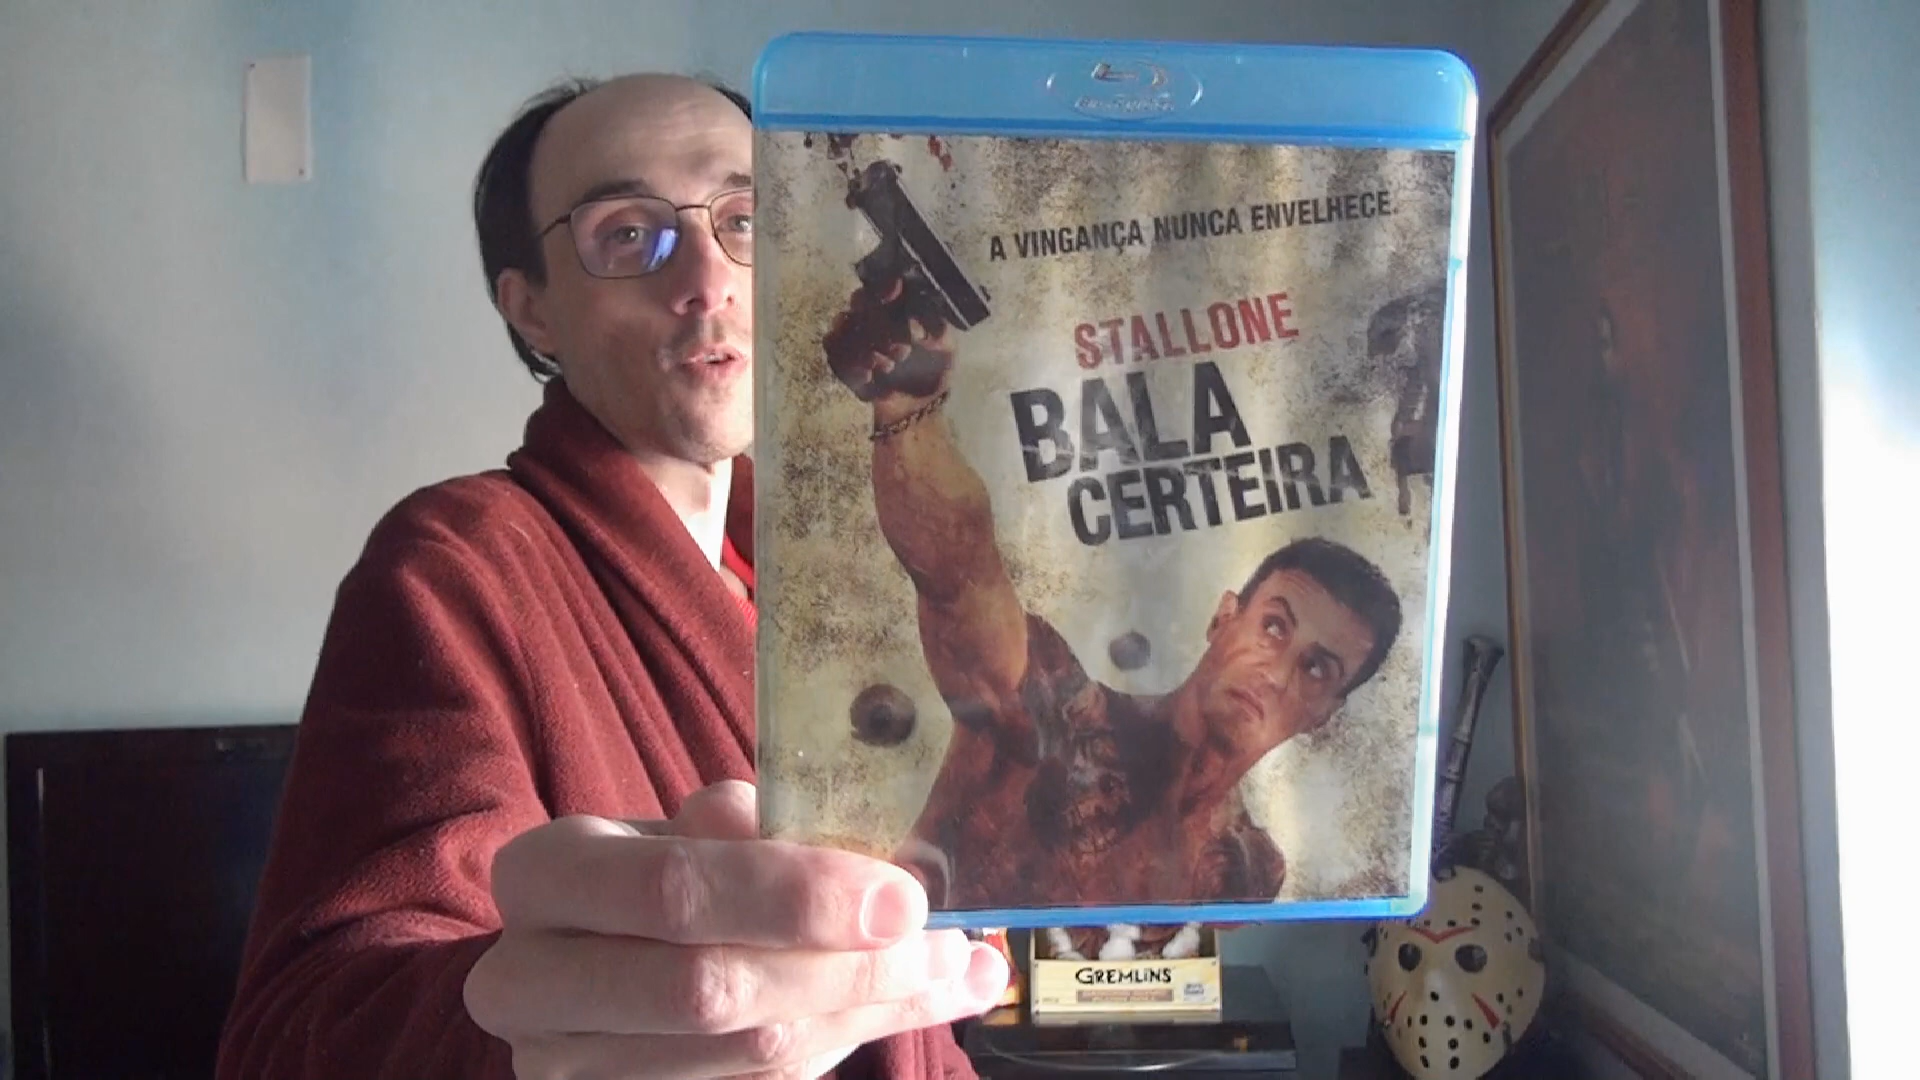 A VINGANÇA NUNCA ENVELHECE.
STALLONE
BALA
CERTEIRA
GREMLINS